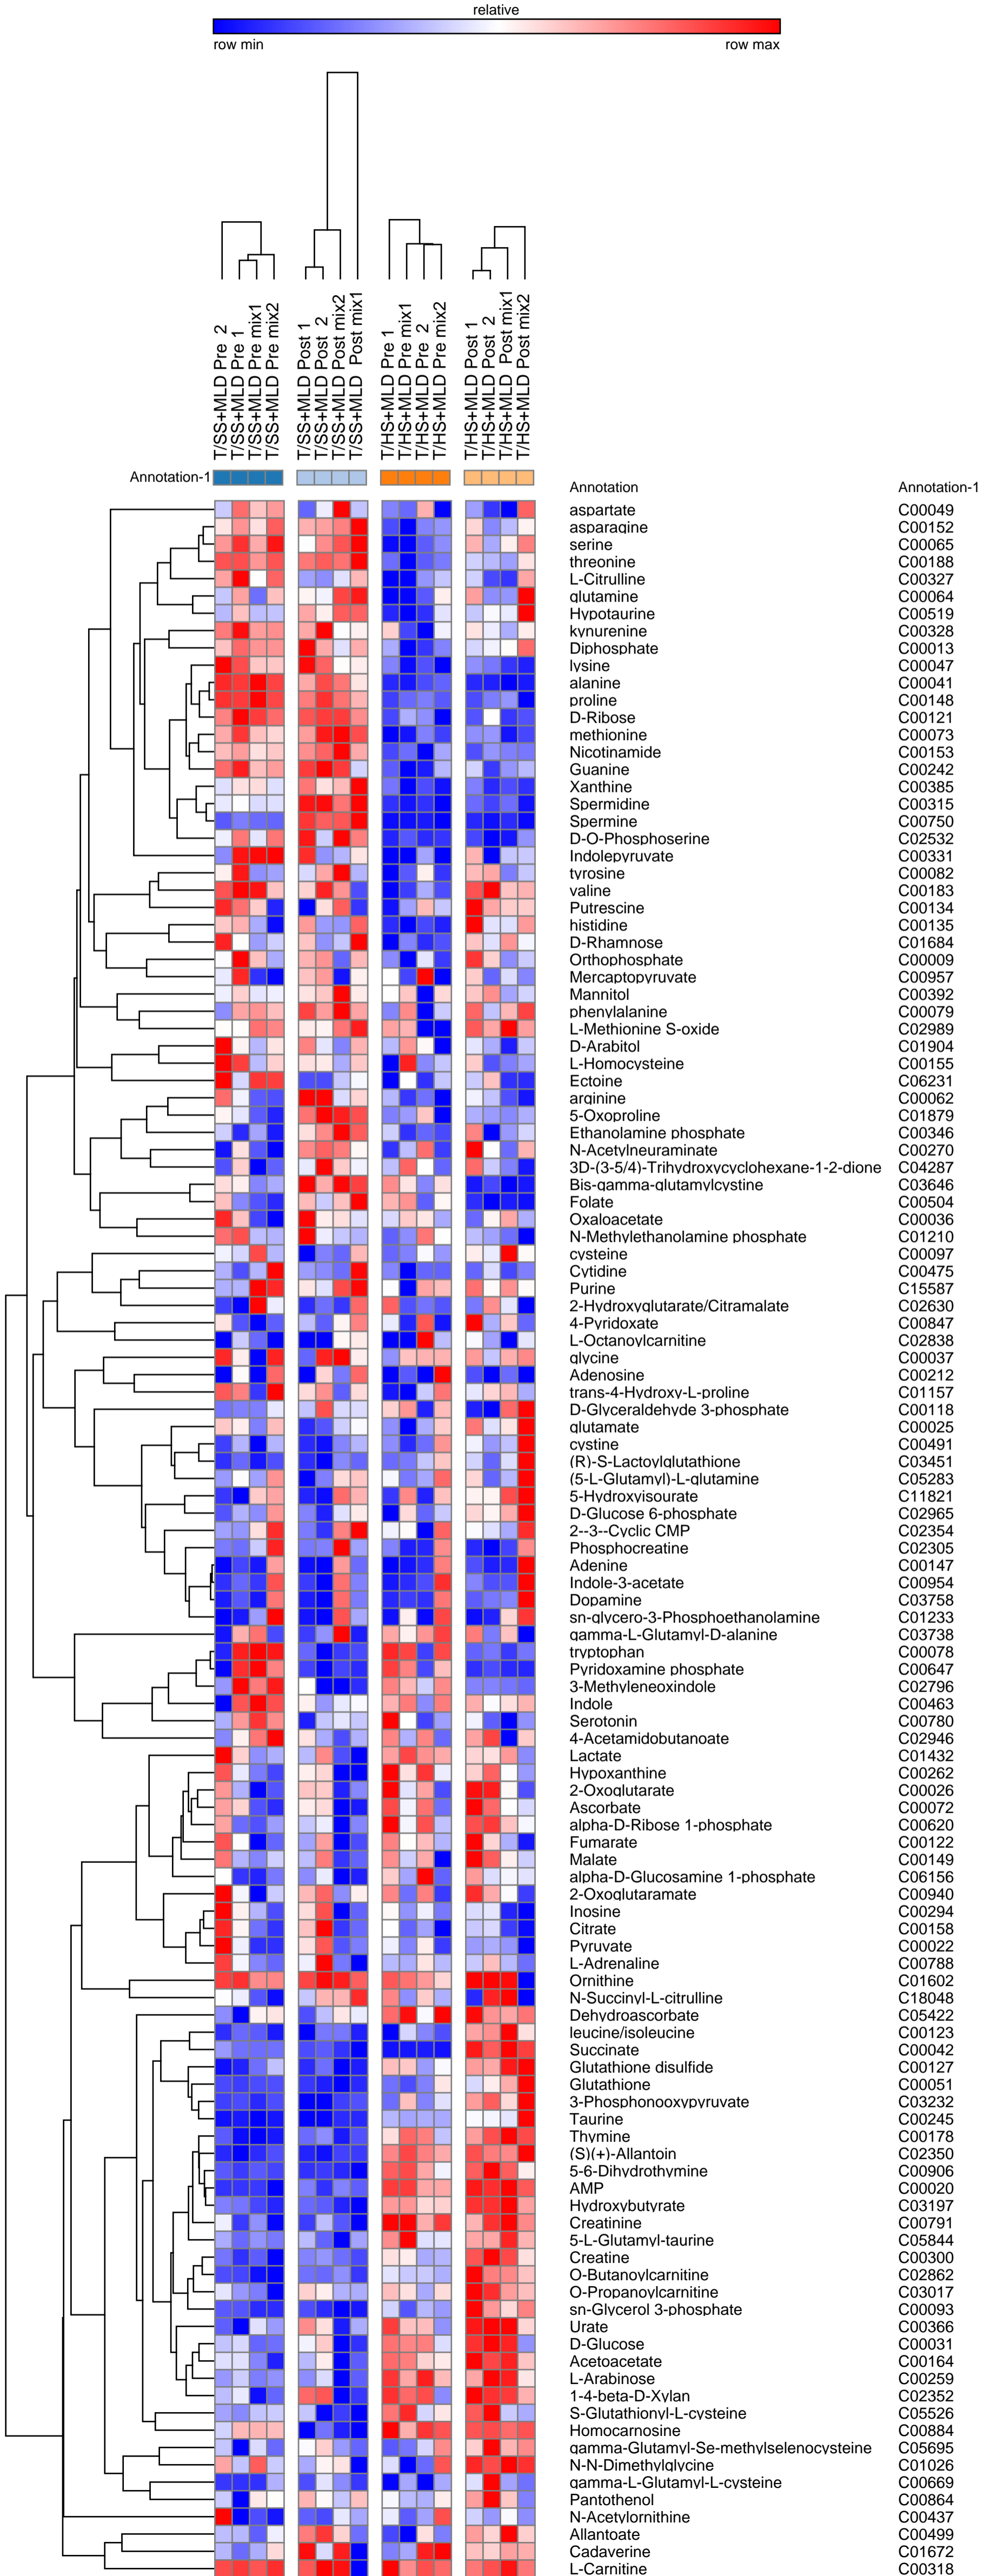 relative
row min row max
T/SS+MLD Pre 2
T/SS+MLD Pre 1
T/SS+MLD Pre mix1
T/SS+MLD Pre mix2
T/SS+MLD Post 1
T/SS+MLD Post 2
T/SS+MLD Post mix2
T/SS+MLD Post mix1
T/HS+MLD Pre 1
T/HS+MLD Pre mix1
T/HS+MLD Pre 2
T/HS+MLD Pre mix2
T/HS+MLD Post 1
T/HS+MLD Post 2
T/HS+MLD Post mix1
T/HS+MLD Post mix2
Annotation-1
Annotation Annotation-1
aspartate C00049
asparagine C00152
serine C00065
threonine C00188
L-Citrulline C00327
glutamine C00064
Hypotaurine C00519
kynurenine C00328
Diphosphate C00013
lysine C00047
alanine C00041
proline C00148
D-Ribose C00121
methionine C00073
Nicotinamide C00153
Guanine C00242
Xanthine C00385
Spermidine C00315
Spermine C00750
D-O-Phosphoserine C02532
Indolepyruvate C00331
tyrosine C00082
valine C00183
Putrescine C00134
histidine C00135
D-Rhamnose C01684
Orthophosphate C00009
Mercaptopyruvate C00957
Mannitol C00392
phenylalanine C00079
L-Methionine S-oxide C02989
D-Arabitol C01904
L-Homocysteine C00155
Ectoine C06231
arginine C00062
5-Oxoproline C01879
Ethanolamine phosphate C00346
N-Acetylneuraminate C00270
3D-(3-5/4)-Trihydroxycyclohexane-1-2-dione C04287
Bis-gamma-glutamylcystine C03646
Folate C00504
Oxaloacetate C00036
N-Methylethanolamine phosphate C01210
cysteine C00097
Cytidine C00475
Purine C15587
2-Hydroxyglutarate/Citramalate C02630
4-Pyridoxate C00847
L-Octanoylcarnitine C02838
glycine C00037
Adenosine C00212
trans-4-Hydroxy-L-proline C01157
D-Glyceraldehyde 3-phosphate C00118
glutamate C00025
cystine C00491
(R)-S-Lactoylglutathione C03451
(5-L-Glutamyl)-L-glutamine C05283
5-Hydroxyisourate C11821
D-Glucose 6-phosphate C02965
2--3--Cyclic CMP C02354
Phosphocreatine C02305
Adenine C00147
Indole-3-acetate C00954
Dopamine C03758
sn-glycero-3-Phosphoethanolamine C01233
gamma-L-Glutamyl-D-alanine C03738
tryptophan C00078
Pyridoxamine phosphate C00647
3-Methyleneoxindole C02796
Indole C00463
Serotonin C00780
4-Acetamidobutanoate C02946
Lactate C01432
Hypoxanthine C00262
2-Oxoglutarate C00026
Ascorbate C00072
alpha-D-Ribose 1-phosphate C00620
Fumarate C00122
Malate C00149
alpha-D-Glucosamine 1-phosphate C06156
2-Oxoglutaramate C00940
Inosine C00294
Citrate C00158
Pyruvate C00022
L-Adrenaline C00788
Ornithine C01602
N-Succinyl-L-citrulline C18048
Dehydroascorbate C05422
leucine/isoleucine C00123
Succinate C00042
Glutathione disulfide C00127
Glutathione C00051
3-Phosphonooxypyruvate C03232
Taurine C00245
Thymine C00178
(S)(+)-Allantoin C02350
5-6-Dihydrothymine C00906
AMP C00020
Hydroxybutyrate C03197
Creatinine C00791
5-L-Glutamyl-taurine C05844
Creatine C00300
O-Butanoylcarnitine C02862
O-Propanoylcarnitine C03017
sn-Glycerol 3-phosphate C00093
Urate C00366
D-Glucose C00031
Acetoacetate C00164
L-Arabinose C00259
1-4-beta-D-Xylan C02352
S-Glutathionyl-L-cysteine C05526
Homocarnosine C00884
gamma-Glutamyl-Se-methylselenocysteine C05695
N-N-Dimethylglycine C01026
gamma-L-Glutamyl-L-cysteine C00669
Pantothenol C00864
N-Acetylornithine C00437
Allantoate C00499
Cadaverine C01672
L-Carnitine C00318